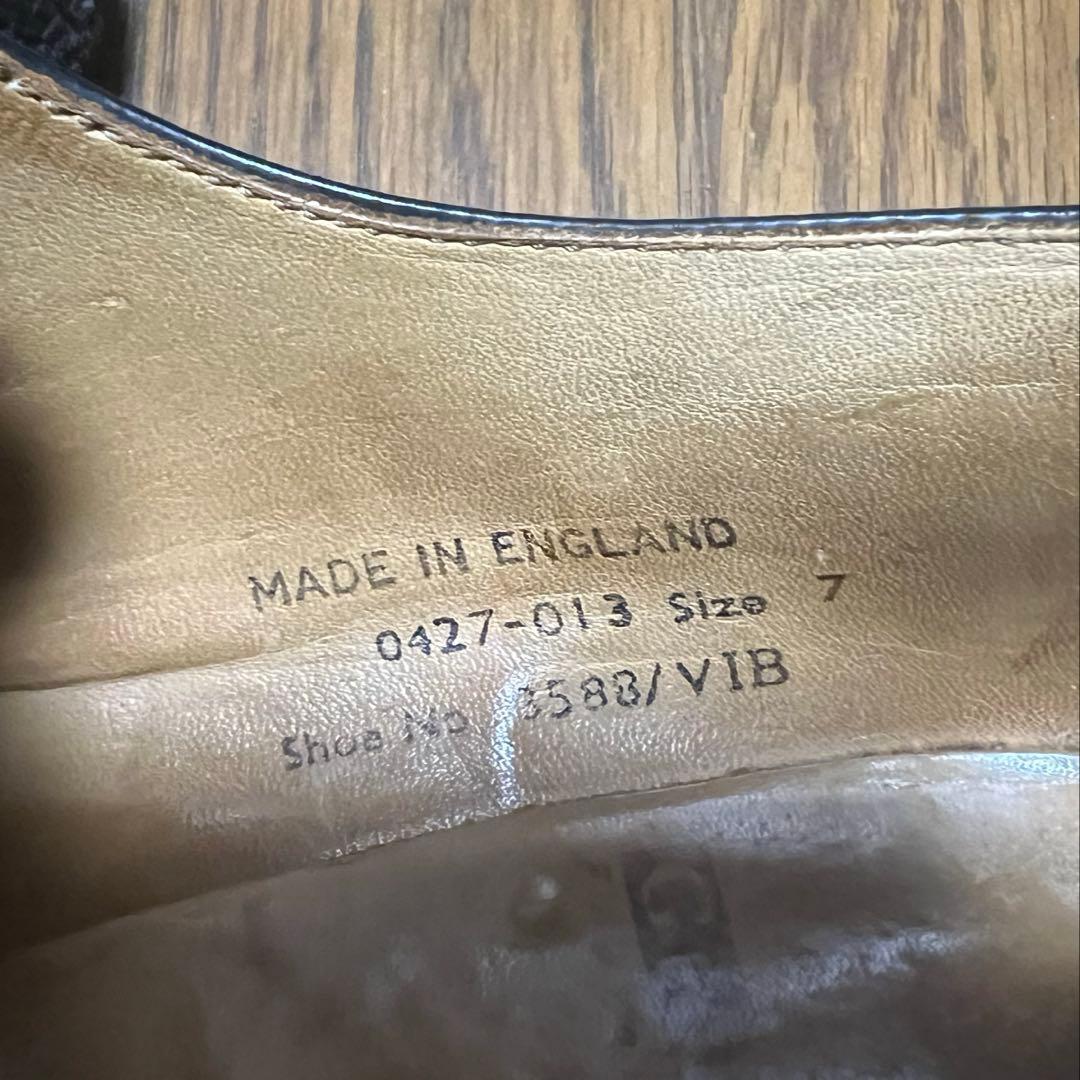 MADE IN ENGLAND
0427-013 Size 7
Shoe No 3588/VIB